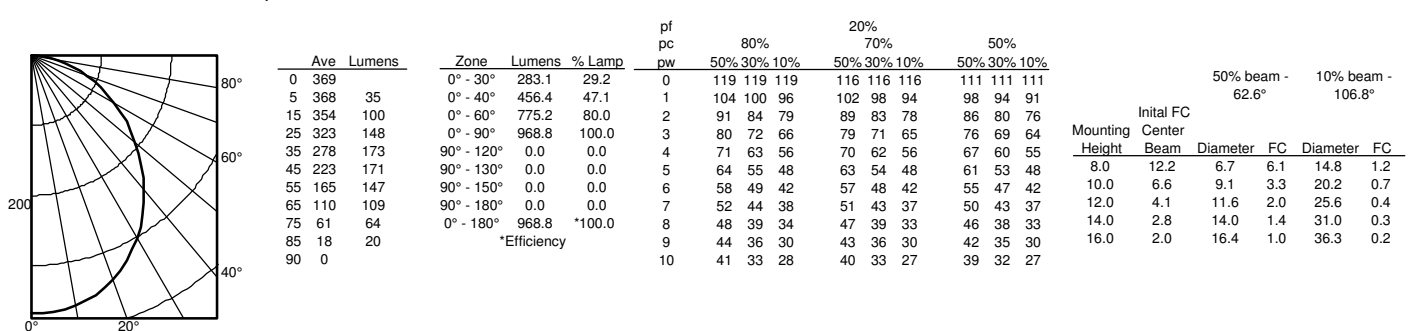 80°
60°
200
40°
0° 20°
Ave Lumens
0 369
5 368 35
15 354 100
25 323 148
35 278 173
45 223 171
55 165 147
65 110 109
75 61 64
85 18 20
90 0
Zone Lumens % Lamp
0° - 30° 283.1 29.2
0° - 40° 456.4 47.1
0° - 60° 775.2 80.0
0° - 90° 968.8 100.0
90° - 120° 0.0 0.0
90° - 130° 0.0 0.0
90° - 150° 0.0 0.0
90° - 180° 0.0 0.0
0° - 180° 968.8 *100.0
*Efficiency
pf 20%
pc 80% 70% 50%
pw 50% 30% 10% 50% 30% 10% 50% 30% 10%
0 119 119 119 116 116 116 111 111 111
1 104 100 96 102 98 94 98 94 91
2 91 84 79 89 83 78 86 80 76
3 80 72 66 79 71 65 76 69 64
4 71 63 56 70 62 56 67 60 55
5 64 55 48 63 54 48 61 53 48
6 58 49 42 57 48 42 55 47 42
7 52 44 38 51 43 37 50 43 37
8 48 39 34 47 39 33 46 38 33
9 44 36 30 43 36 30 42 35 30
10 41 33 28 40 33 27 39 32 27
50% beam - 10% beam -
62.6° 106.8°
Inital FC
Mounting Center
Height Beam Diameter FC Diameter FC
8.0 12.2 6.7 6.1 14.8 1.2
10.0 6.6 9.1 3.3 20.2 0.7
12.0 4.1 11.6 2.0 25.6 0.4
14.0 2.8 14.0 1.4 31.0 0.3
16.0 2.0 16.4 1.0 36.3 0.2